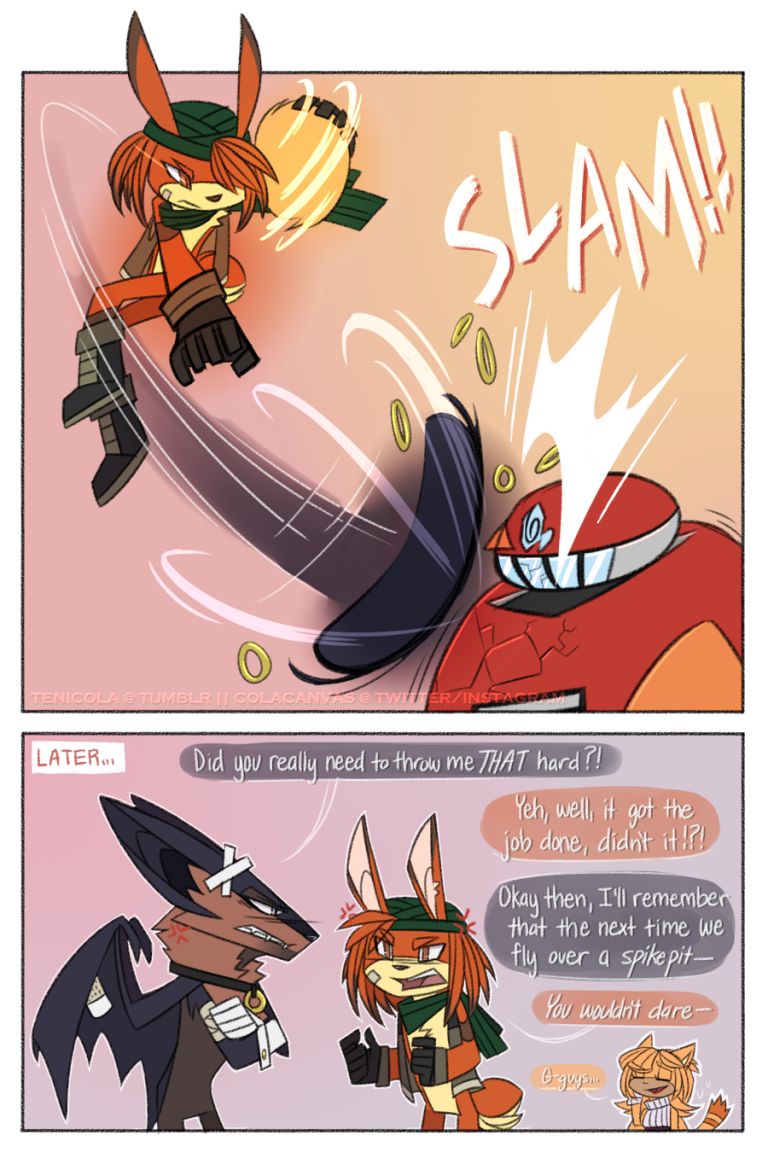 SLAM!!
TENICOLA @ TUMBLR || COLACANVAS @ TWITTER/INSTAGRAM
LATER...
Did you really need to throw me THAT hard?!
Yeh, well, it got the
job done, didn't it!?!
Okay then, I'll remember
that the next time we
fly over a spike pit—
You wouldn't dare—
G-guys...